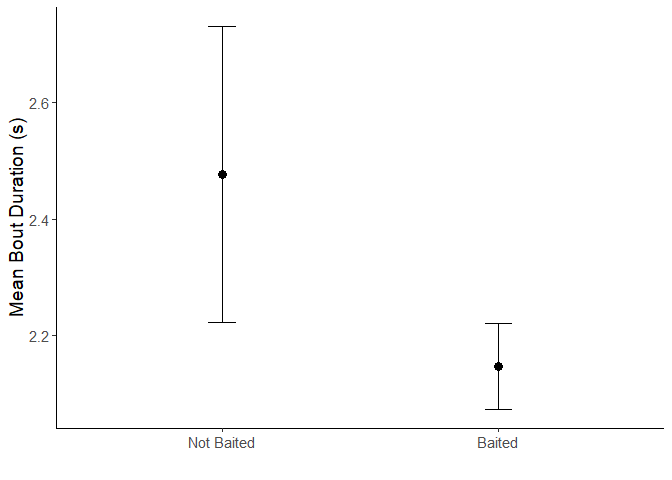 Mean Bout Duration (s)
2.6
2.4
2.2
Not Baited
Baited